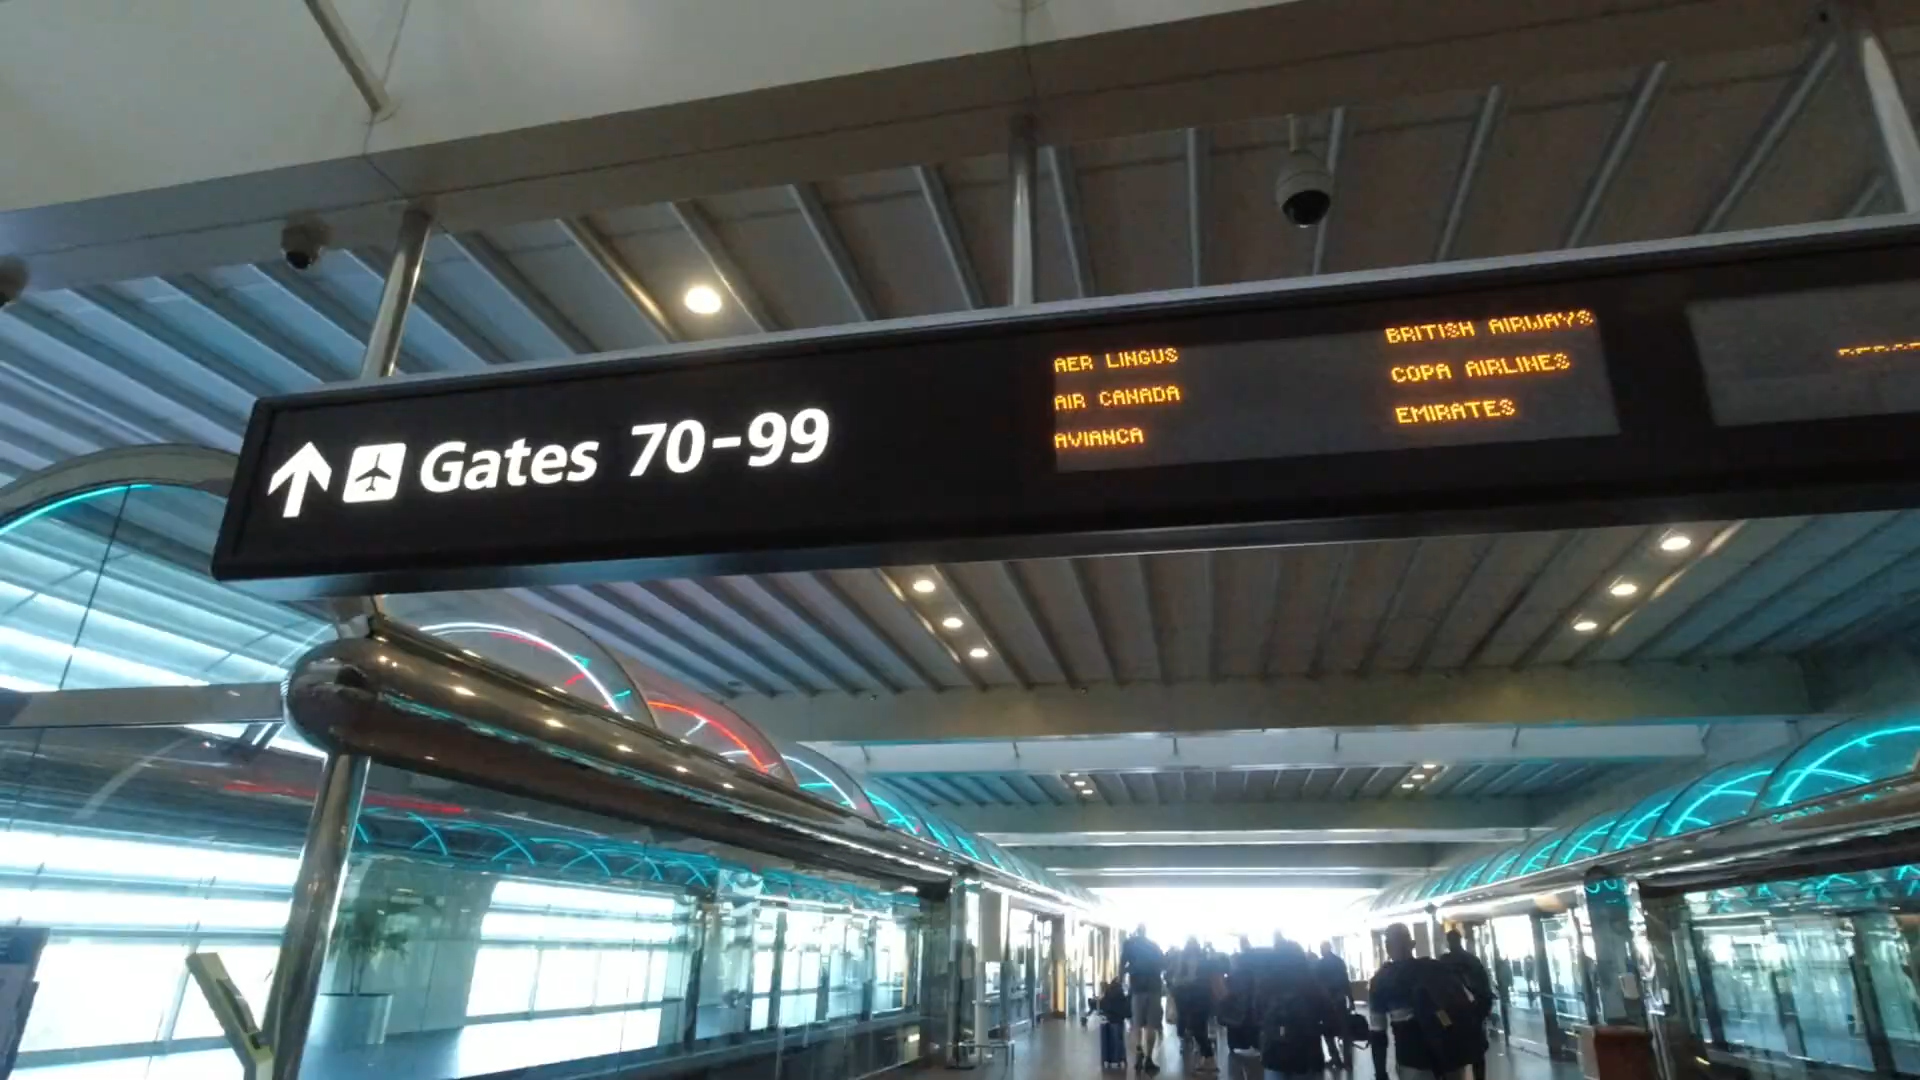 Gates 70-99
AER LINGUS
AIR CANADA
AVIANCA
BRITISH AIRWAYS
COPA AIRLINES
EMIRATES